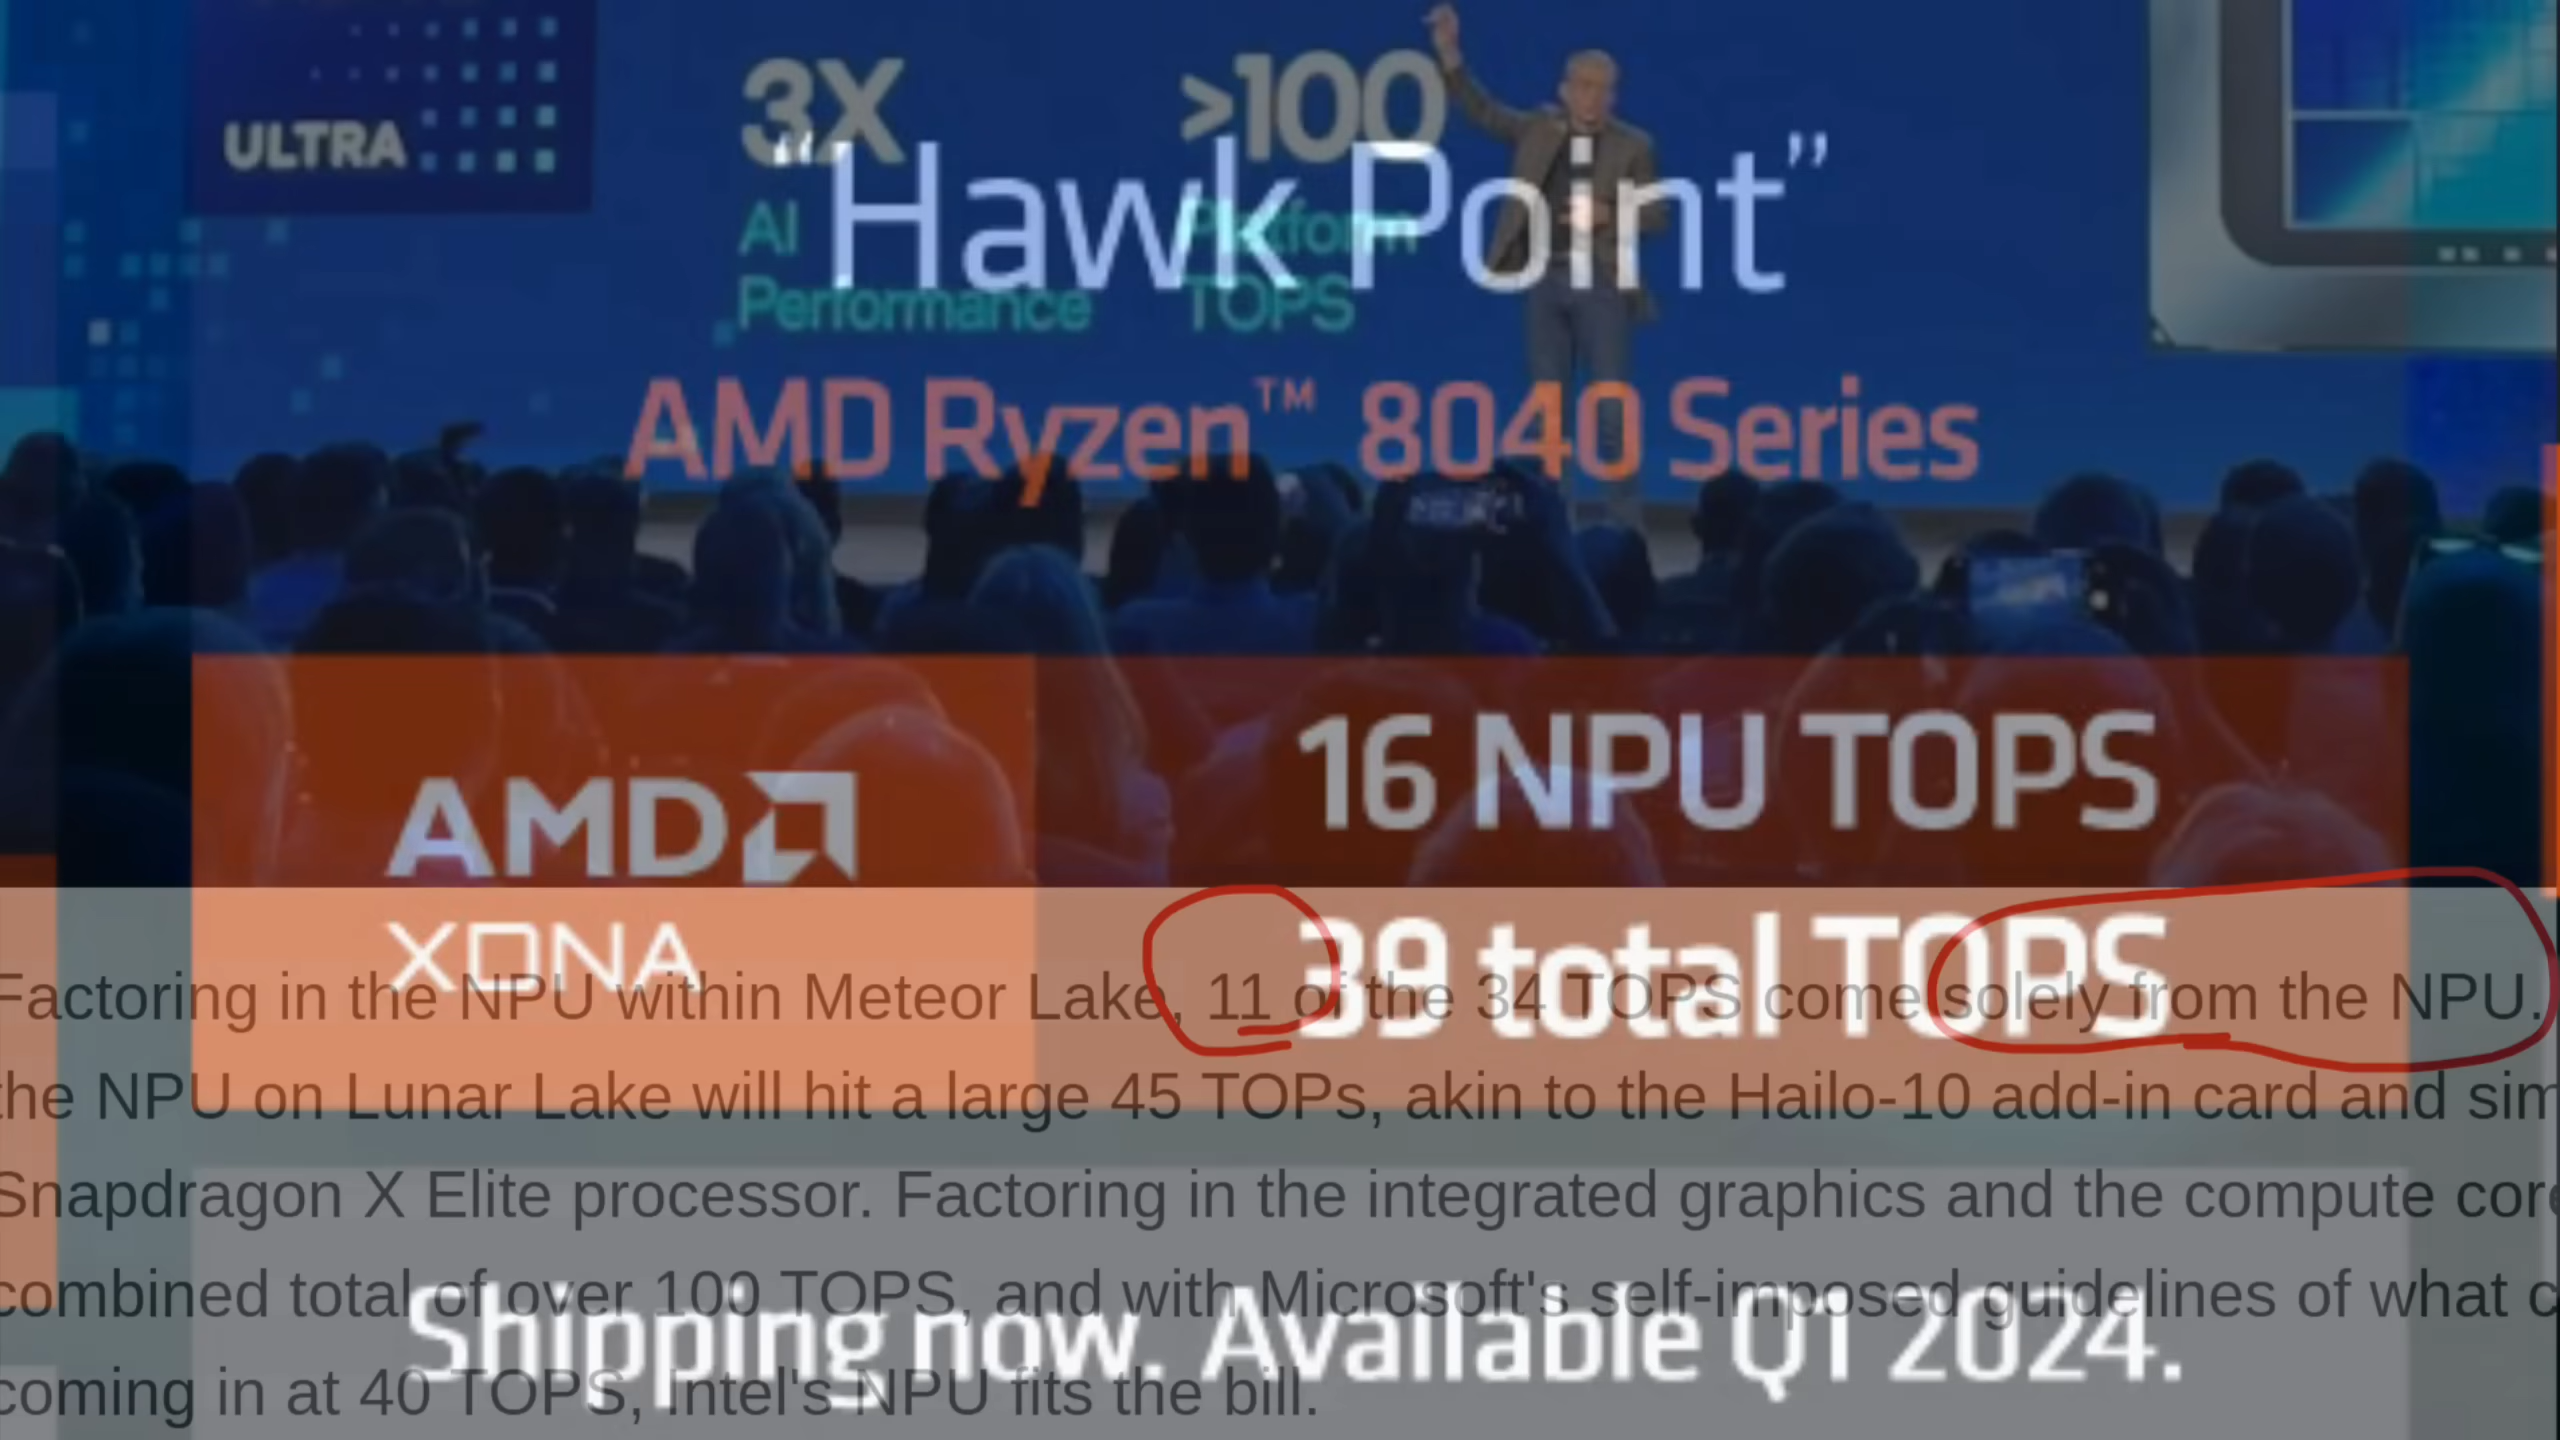 ULTRA
3X
AI
Performance
>100
Platform
TOPS
“Hawk Point”
AMD Ryzen™ 8040 Series
AMD
XDNA
16 NPU TOPS
39 total TOPS
Factoring in the NPU within Meteor Lake, 11 of the 34 TOPS come solely from the NPU.
the NPU on Lunar Lake will hit a large 45 TOPs, akin to the Hailo-10 add-in card and sim
Snapdragon X Elite processor. Factoring in the integrated graphics and the compute core
combined total of over 100 TOPS, and with Microsoft's self-imposed guidelines of what c
coming in at 40 TOPS, Intel's NPU fits the bill.
Shipping now. Available Q1 2024.